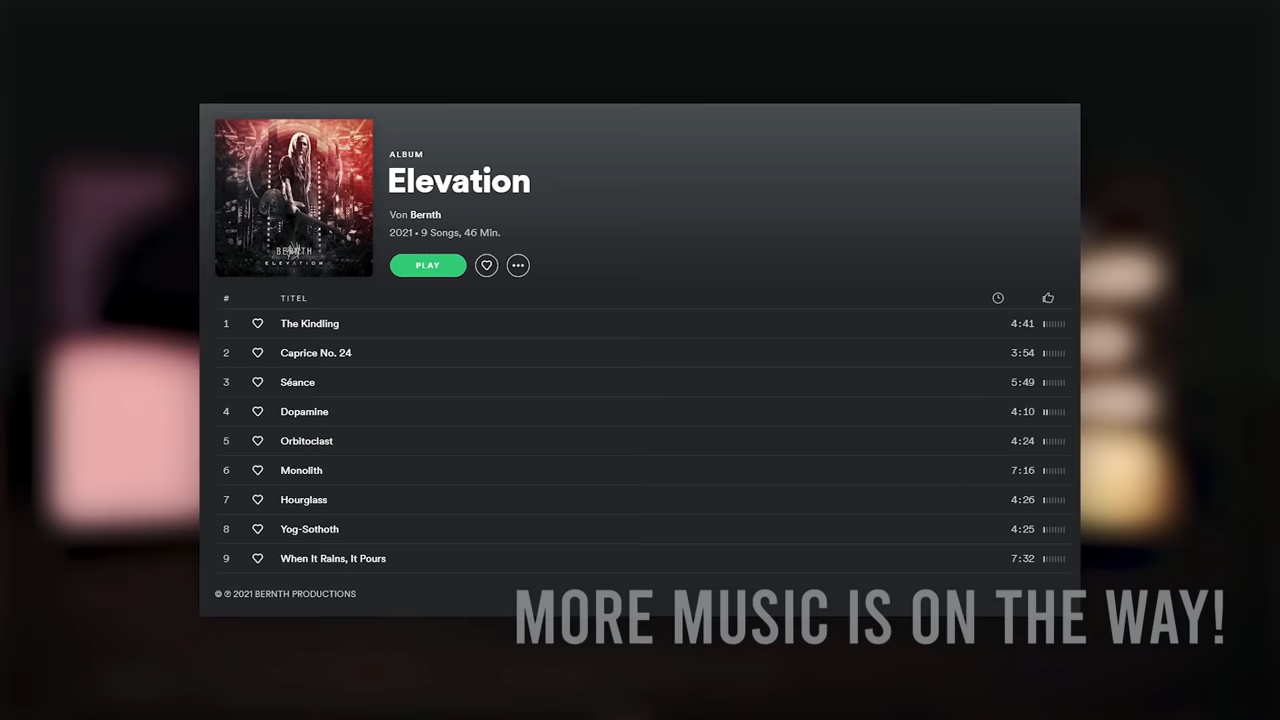 ALBUM
Elevation
Von Bernth
2021 • 9 Songs, 46 Min.
PLAY
BERNTH
ELEVATION
# TITEL
1 The Kindling 4:41
2 Caprice No. 24 3:54
3 Séance 5:49
4 Dopamine 4:10
5 Orbitoclast 4:24
6 Monolith 7:16
7 Hourglass 4:26
8 Yog-Sothoth 4:25
9 When It Rains, It Pours 7:32
© ℗ 2021 BERNTH PRODUCTIONS
MORE MUSIC IS ON THE WAY!